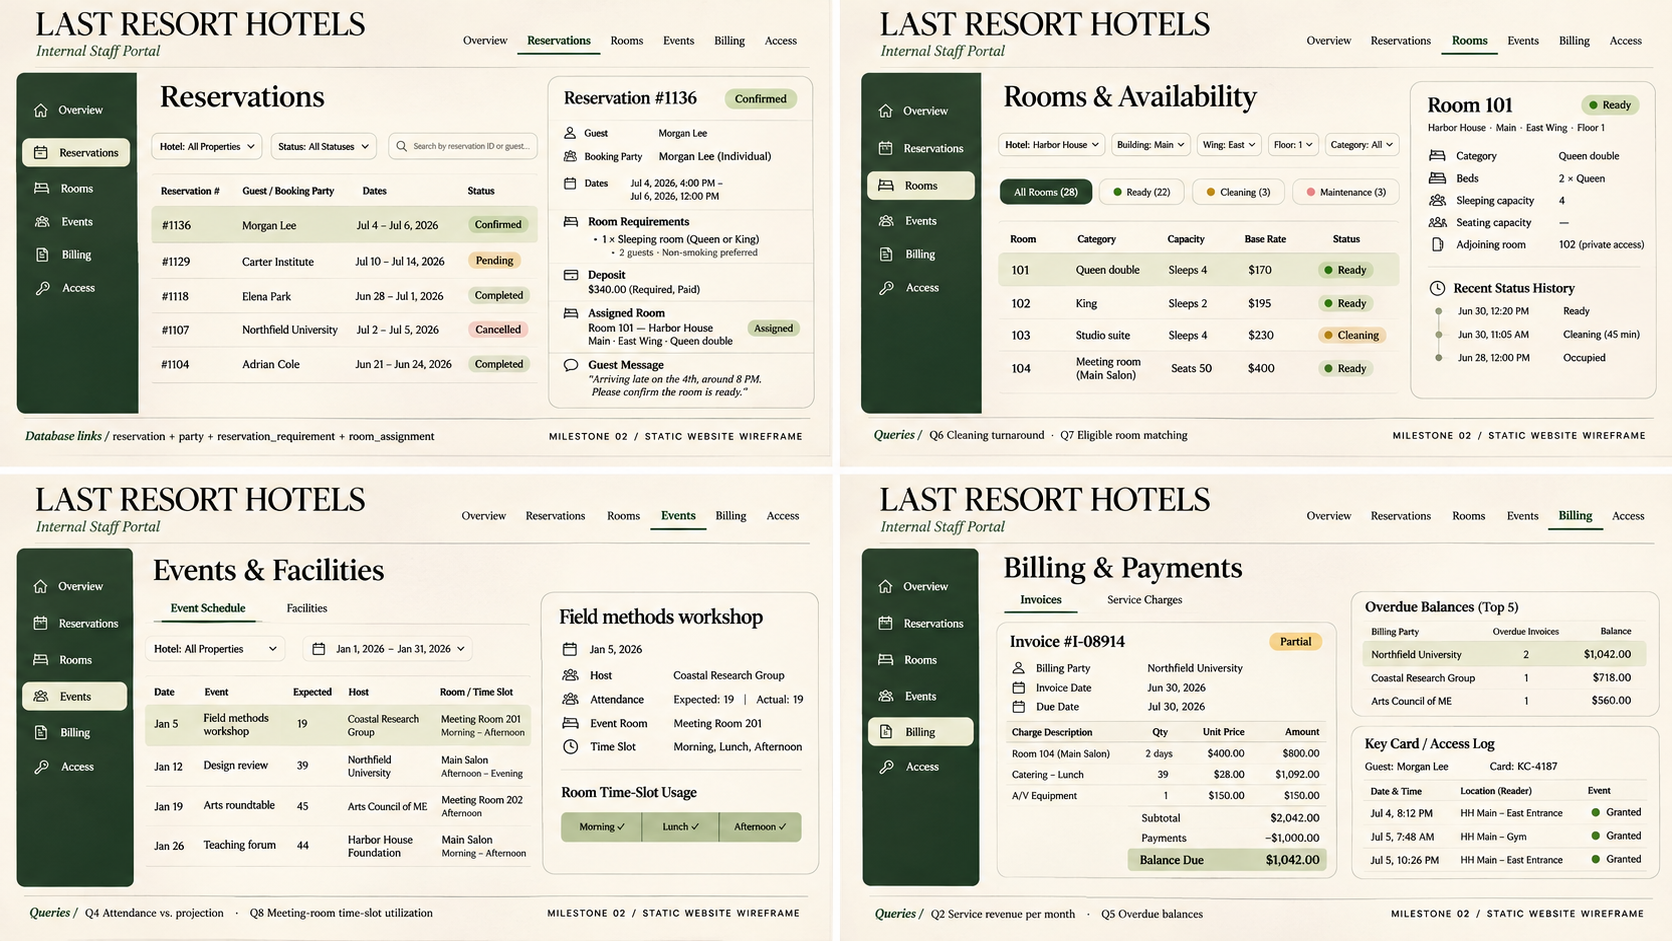 LAST RESORT HOTELS
Internal Staff Portal
Overview Reservations Rooms Events Billing Access
Overview
Reservations
Rooms
Events
Billing
Access
Reservations
Hotel: All Properties Status: All Statuses Search by reservation ID or guest...
Reservation # Guest / Booking Party Dates Status
#1136 Morgan Lee Jul 4 – Jul 6, 2026 Confirmed
#1129 Carter Institute Jul 10 – Jul 14, 2026 Pending
#1118 Elena Park Jun 28 – Jul 1, 2026 Completed
#1107 Northfield University Jul 2 – Jul 5, 2026 Cancelled
#1104 Adrian Cole Jun 21 – Jun 24, 2026 Completed
Reservation #1136 Confirmed
Guest Morgan Lee
Booking Party Morgan Lee (Individual)
Dates Jul 4, 2026, 4:00 PM –
Jul 6, 2026, 12:00 PM
Room Requirements
• 1 × Sleeping room (Queen or King)
• 2 guests · Non-smoking preferred
Deposit
$340.00 (Required, Paid)
Assigned Room
Room 101 — Harbor House Assigned
Main · East Wing · Queen double
Guest Message
“Arriving late on the 4th, around 8 PM.
Please confirm the room is ready.”
Database links / reservation + party + reservation_requirement + room_assignment
MILESTONE 02 / STATIC WEBSITE WIREFRAME
LAST RESORT HOTELS
Internal Staff Portal
Overview Reservations Rooms Events Billing Access
Overview
Reservations
Rooms
Events
Billing
Access
Rooms & Availability
Hotel: Harbor House Building: Main Wing: East Floor: 1 Category: All
All Rooms (28) Ready (22) Cleaning (3) Maintenance (3)
Room Category Capacity Base Rate Status
101 Queen double Sleeps 4 $170 Ready
102 King Sleeps 2 $195 Ready
103 Studio suite Sleeps 4 $230 Cleaning
104 Meeting room (Main Salon) Seats 50 $400 Ready
Room 101 Ready
Harbor House · Main · East Wing · Floor 1
Category Queen double
Beds 2 × Queen
Sleeping capacity 4
Seating capacity —
Adjoining room 102 (private access)
Recent Status History
Jun 30, 12:20 PM Ready
Jun 30, 11:05 AM Cleaning (45 min)
Jun 28, 12:00 PM Occupied
Queries / Q6 Cleaning turnaround · Q7 Eligible room matching
MILESTONE 02 / STATIC WEBSITE WIREFRAME
LAST RESORT HOTELS
Internal Staff Portal
Overview Reservations Rooms Events Billing Access
Overview
Reservations
Rooms
Events
Billing
Access
Events & Facilities
Event Schedule Facilities
Hotel: All Properties Jan 1, 2026 – Jan 31, 2026
Date Event Expected Host Room / Time Slot
Jan 5 Field methods workshop 19 Coastal Research Group Meeting Room 201 Morning – Afternoon
Jan 12 Design review 39 Northfield University Main Salon Afternoon – Evening
Jan 19 Arts roundtable 45 Arts Council of ME Meeting Room 202 Afternoon
Jan 26 Teaching forum 44 Harbor House Foundation Main Salon Morning – Afternoon
Field methods workshop
Jan 5, 2026
Host Coastal Research Group
Attendance Expected: 19 | Actual: 19
Event Room Meeting Room 201
Time Slot Morning, Lunch, Afternoon
Room Time-Slot Usage
Morning ✓ Lunch ✓ Afternoon ✓
Queries / Q4 Attendance vs. projection · Q8 Meeting-room time-slot utilization
MILESTONE 02 / STATIC WEBSITE WIREFRAME
LAST RESORT HOTELS
Internal Staff Portal
Overview Reservations Rooms Events Billing Access
Overview
Reservations
Rooms
Events
Billing
Access
Billing & Payments
Invoices Service Charges
Invoice #I-08914 Partial
Billing Party Northfield University
Invoice Date Jun 30, 2026
Due Date Jul 30, 2026
Charge Description Qty Unit Price Amount
Room 104 (Main Salon) 2 days $400.00 $800.00
Catering – Lunch 39 $28.00 $1,092.00
A/V Equipment 1 $150.00 $150.00
Subtotal $2,042.00
Payments –$1,000.00
Balance Due $1,042.00
Overdue Balances (Top 5)
Billing Party Overdue Invoices Balance
Northfield University 2 $1,042.00
Coastal Research Group 1 $718.00
Arts Council of ME 1 $560.00
Key Card / Access Log
Guest: Morgan Lee Card: KC-4187
Date & Time Location (Reader) Event
Jul 4, 8:12 PM HH Main – East Entrance Granted
Jul 5, 7:48 AM HH Main – Gym Granted
Jul 5, 10:26 PM HH Main – East Entrance Granted
Queries / Q2 Service revenue per month · Q5 Overdue balances
MILESTONE 02 / STATIC WEBSITE WIREFRAME